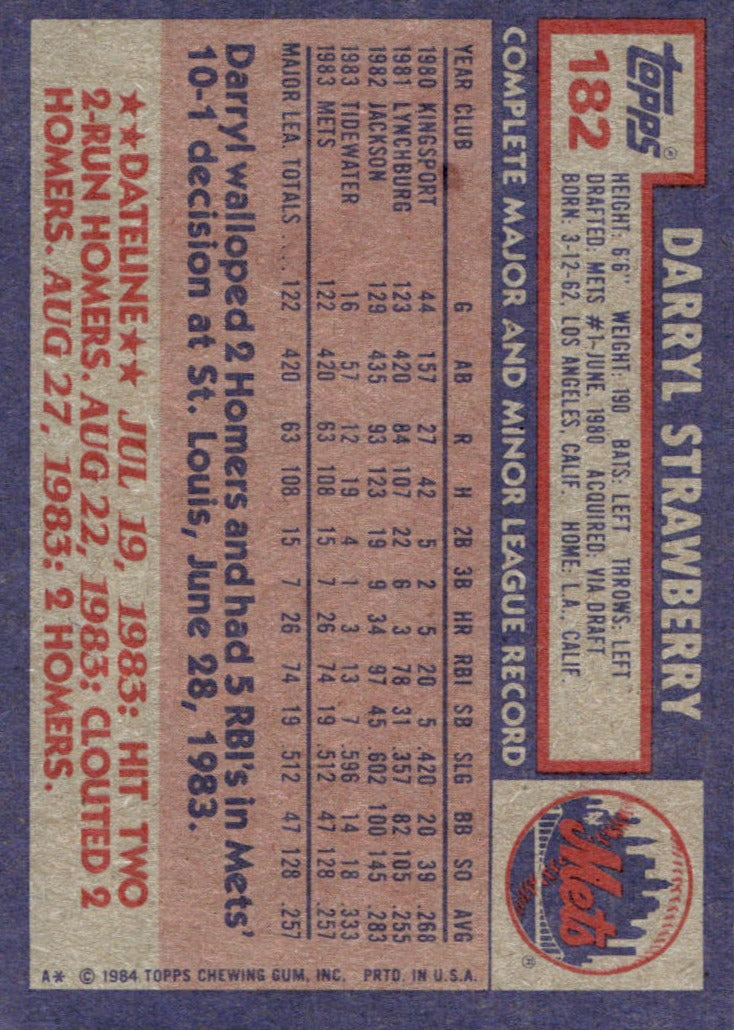 topps®
182
DARRYL STRAWBERRY
HEIGHT: 6'6" WEIGHT: 190 BATS: LEFT THROWS: LEFT
DRAFTED: METS #1-JUNE, 1980 ACQUIRED: VIA DRAFT
BORN: 3-12-62, LOS ANGELES, CALIF. HOME: L.A., CALIF.
Mets
®
COMPLETE MAJOR AND MINOR LEAGUE RECORD
YEAR CLUB G AB R H 2B 3B HR RBI SB SLG BB SO AVG
1980 KINGSPORT 44 157 27 42 5 2 5 20 5 .420 20 39 .268
1981 LYNCHBURG 123 420 84 107 22 6 3 78 31 .357 82 105 .255
1982 JACKSON 129 435 93 123 19 9 34 97 45 .602 100 145 .283
1983 TIDEWATER 16 57 12 19 4 1 3 13 7 .596 14 18 .333
1983 METS 122 420 63 108 15 7 26 74 19 .512 47 128 .257
MAJOR LEA. TOTALS .... 122 420 63 108 15 7 26 74 19 .512 47 128 .257
Darryl walloped 2 Homers and had 5 RBI's in Mets'
10-1 decision at St. Louis, June 28, 1983.
★★DATELINE★★ JUL 19, 1983: HIT TWO
2-RUN HOMERS. AUG 22, 1983: CLOUTED 2
HOMERS. AUG 27, 1983: 2 HOMERS.
A* © 1984 TOPPS CHEWING GUM, INC. PRTD. IN U.S.A.